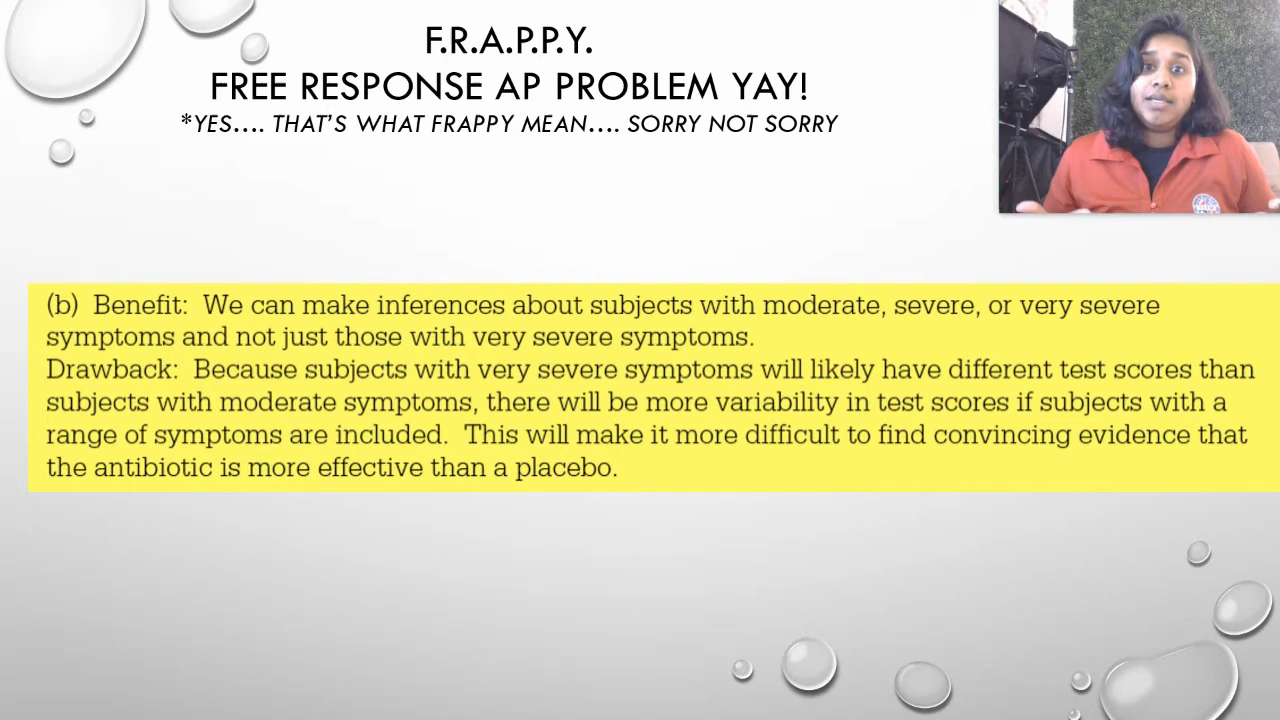 F.R.A.P.P.Y.
FREE RESPONSE AP PROBLEM YAY!
*YES.... THAT'S WHAT FRAPPY MEAN.... SORRY NOT SORRY
(b) Benefit: We can make inferences about subjects with moderate, severe, or very severe
symptoms and not just those with very severe symptoms.
Drawback: Because subjects with very severe symptoms will likely have different test scores than
subjects with moderate symptoms, there will be more variability in test scores if subjects with a
range of symptoms are included. This will make it more difficult to find convincing evidence that
the antibiotic is more effective than a placebo.